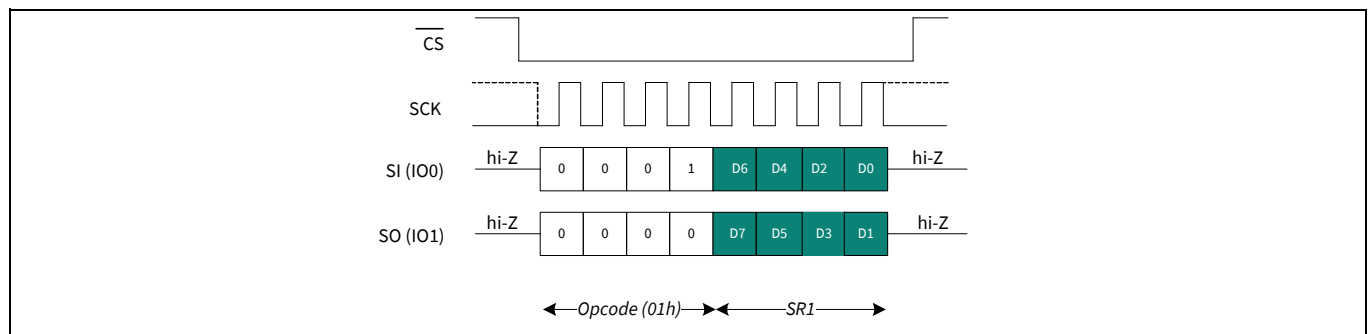 CS
SCK
hi-Z 0 0 0 1 D6 D4 D2 D0 hi-Z
SI (IO0)
hi-Z 0 0 0 0 D7 D5 D3 D1 hi-Z
SO (IO1)
Opcode (01h) SR1